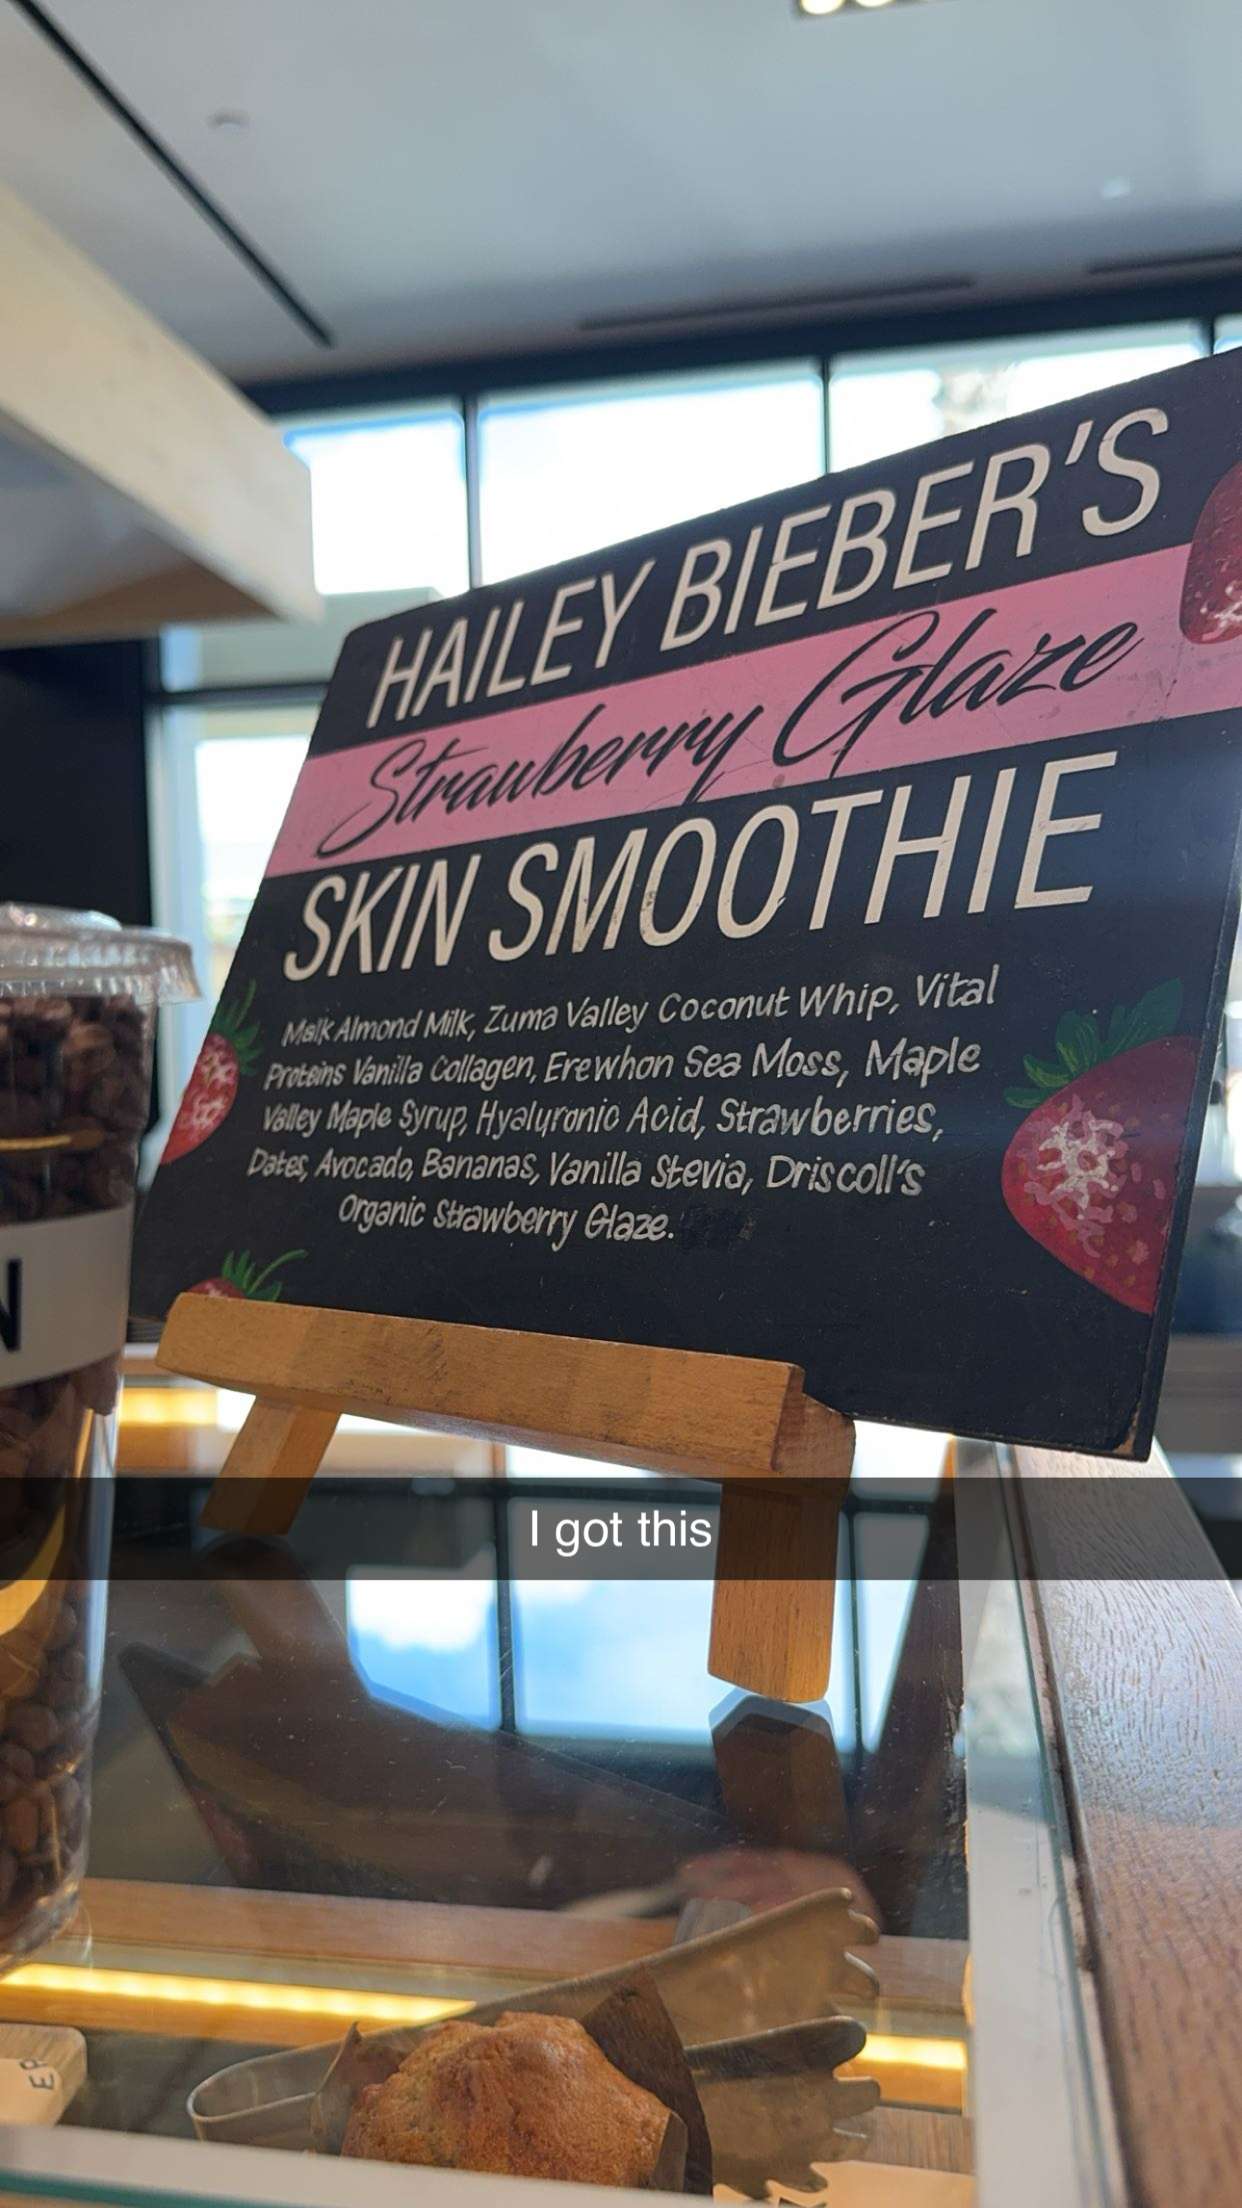 HAILEY BIEBER'S
Strawberry Glaze
SKIN SMOOTHIE
Malk Almond Milk, Zuma Valley Coconut Whip, Vital
Proteins Vanilla Collagen, Erewhon Sea Moss, Maple
Valley Maple Syrup, Hyaluronic Acid, Strawberries,
Dates, Avocado, Bananas, Vanilla Stevia, Driscoll's
Organic Strawberry Glaze.
N
I got this